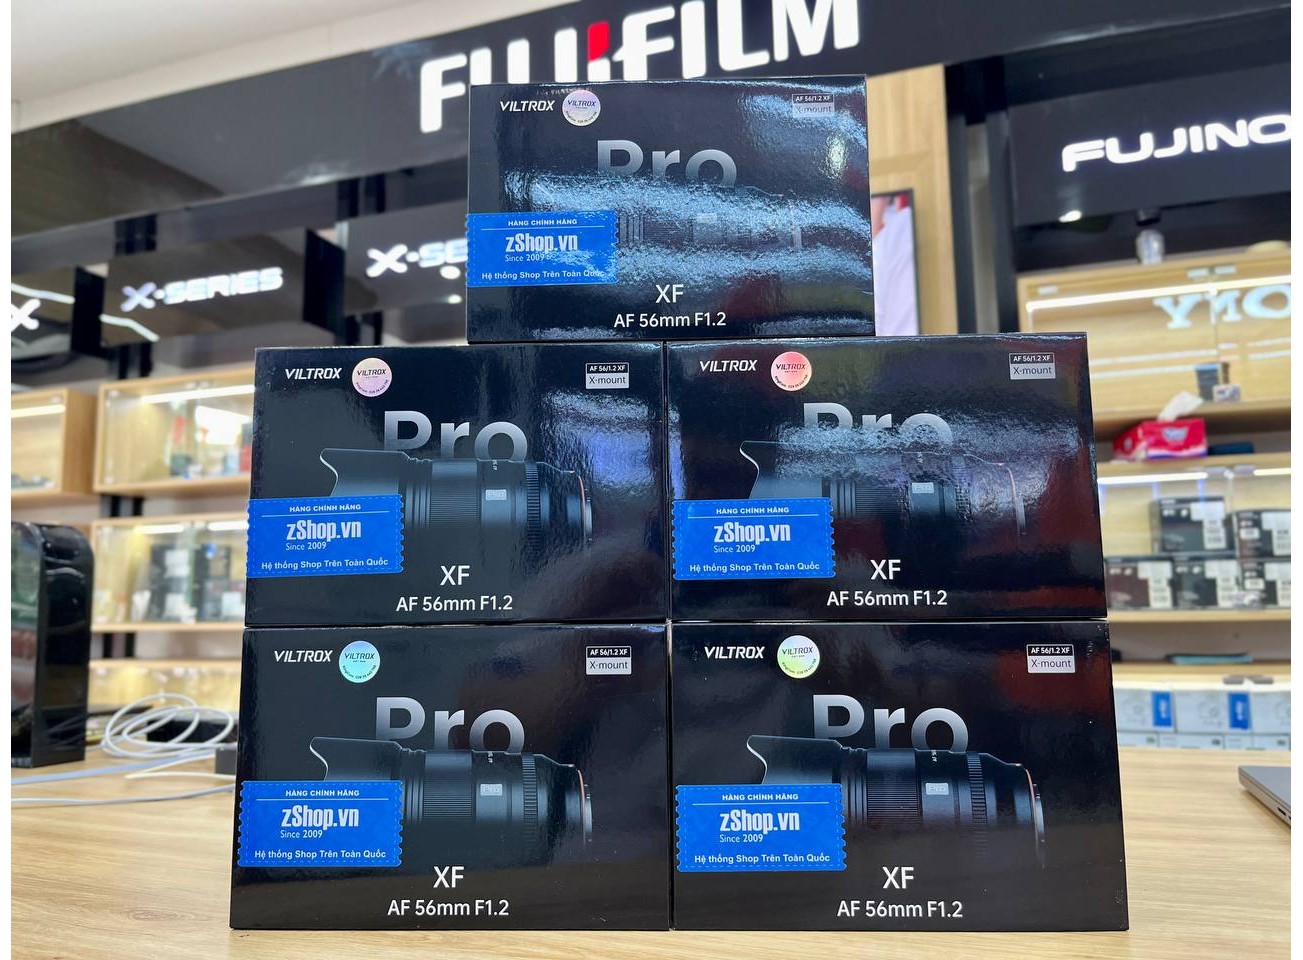 FUJIFILM
FUJINO
X-SERIES
X-SE
VILTROX
VILTROX
AF 56/1.2 XF
X-mount
Pro
HÀNG CHÍNH HÃNG
zShop.vn
Since 2009
Hệ thống Shop Trên Toàn Quốc
XF
AF 56mm F1.2
VILTROX
VILTROX
AF 56/1.2 XF
X-mount
Pro
HÀNG CHÍNH HÃNG
zShop.vn
Since 2009
Hệ thống Shop Trên Toàn Quốc
XF
AF 56mm F1.2
VILTROX
VILTROX
AF 56/1.2 XF
X-mount
Pro
HÀNG CHÍNH HÃNG
zShop.vn
Since 2009
Hệ thống Shop Trên Toàn Quốc
XF
AF 56mm F1.2
VILTROX
VILTROX
AF 56/1.2 XF
X-mount
Pro
HÀNG CHÍNH HÃNG
zShop.vn
Since 2009
Hệ thống Shop Trên Toàn Quốc
XF
AF 56mm F1.2
VILTROX
VILTROX
AF 56/1.2 XF
X-mount
Pro
HÀNG CHÍNH HÃNG
zShop.vn
Since 2009
Hệ thống Shop Trên Toàn Quốc
XF
AF 56mm F1.2